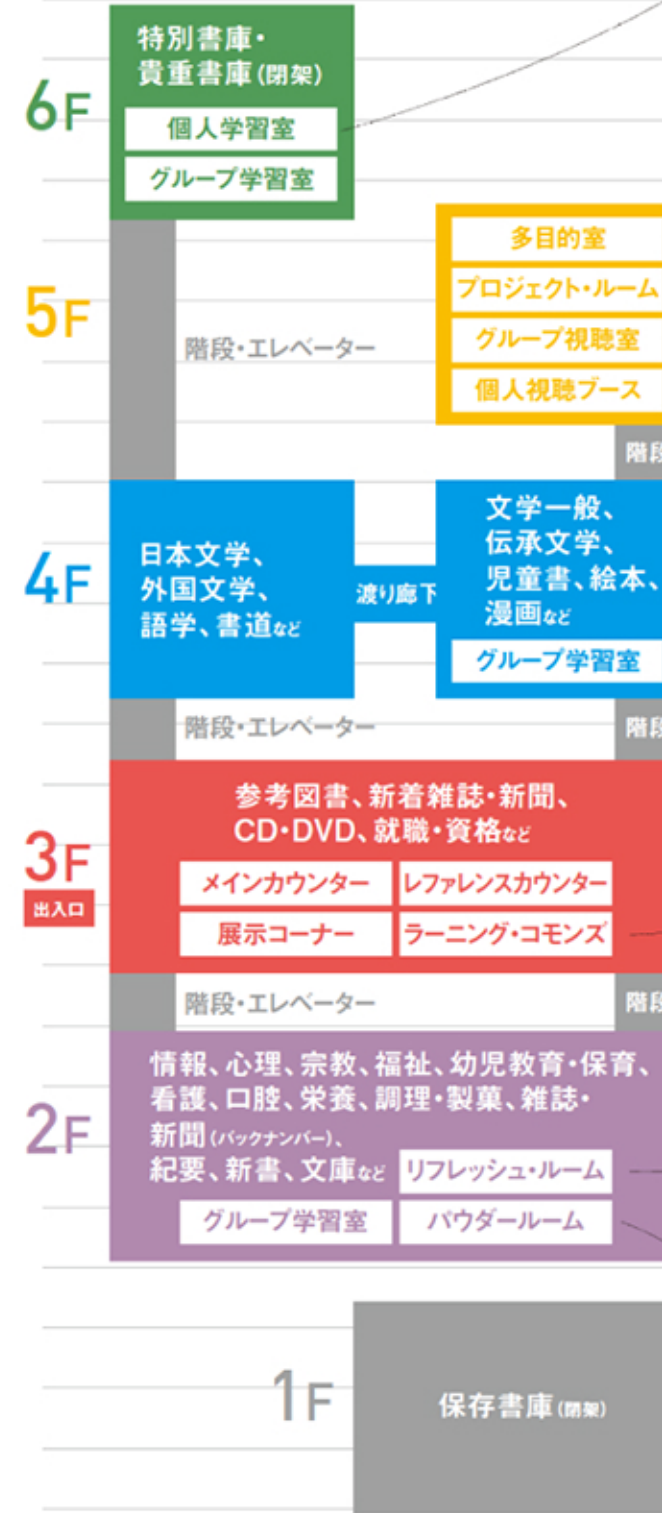 6F
特別書庫・
貴重書庫(閉架)
個人学習室
グループ学習室
5F
階段・エレベーター
多目的室
プロジェクト・ルーム
グループ視聴室
個人視聴ブース
階段
4F
日本文学、
外国文学、
語学、書道など
渡り廊下
文学一般、
伝承文学、
児童書、絵本、
漫画など
グループ学習室
階段・エレベーター
階段
3F
出入口
参考図書、新着雑誌・新聞、
CD・DVD、就職・資格など
メインカウンター
レファレンスカウンター
展示コーナー
ラーニング・コモンズ
階段・エレベーター
階段
2F
情報、心理、宗教、福祉、幼児教育・保育、
看護、口腔、栄養、調理・製菓、雑誌・
新聞(バックナンバー)、
紀要、新書、文庫など
リフレッシュ・ルーム
グループ学習室
パウダールーム
1F
保存書庫(閉架)